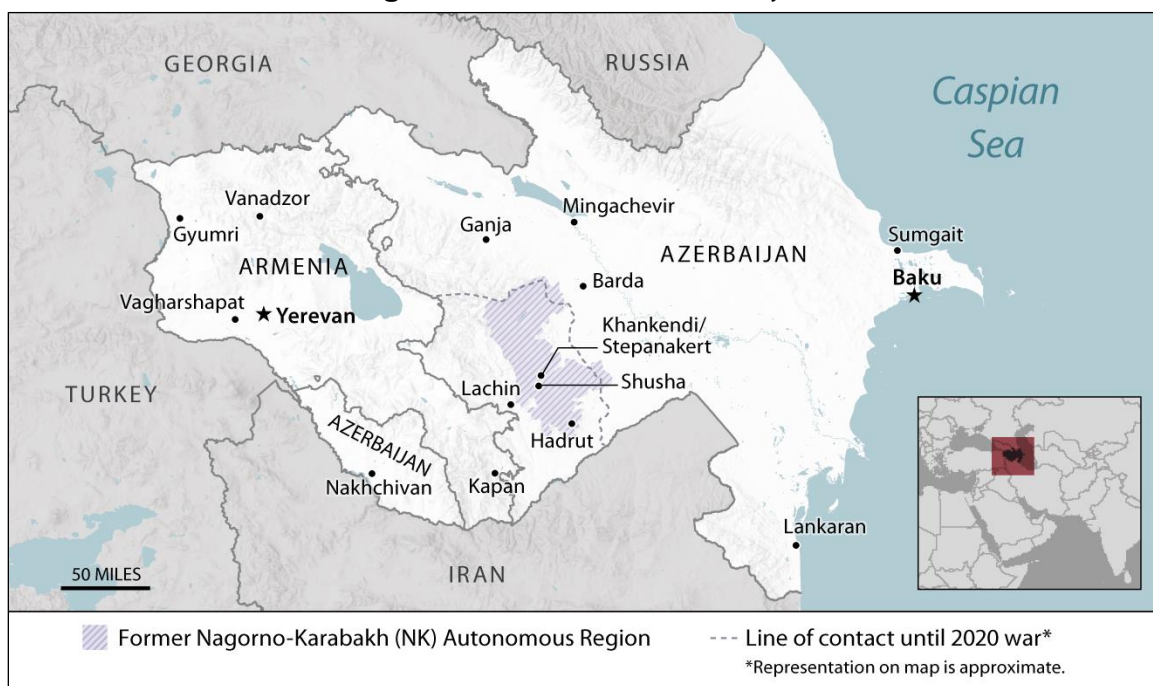 GEORGIA
RUSSIA
Caspian
Sea
Vanadzor
Gyumri
Ganja
Mingachevir
Sumgait
ARMENIA
AZERBAIJAN
Baku
Barda
Vagharshapat
Yerevan
Khankendi/
Stepanakert
Shusha
TURKEY
Lachin
AZERBAIJAN
Hadrut
Nakhchivan
Kapan
Lankaran
IRAN
50 MILES
Former Nagorno-Karabakh (NK) Autonomous Region
Line of contact until 2020 war*
*Representation on map is approximate.